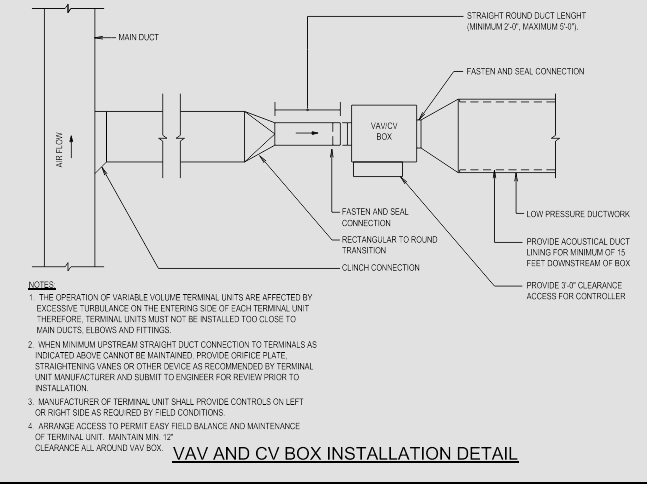 STRAIGHT ROUND DUCT LENGHT
(MINIMUM 2'-0", MAXIMUM 5'-0").
MAIN DUCT
FASTEN AND SEAL CONNECTION
VAV/CV
BOX
AIR FLOW
FASTEN AND SEAL
CONNECTION
LOW PRESSURE DUCTWORK
RECTANGULAR TO ROUND
TRANSITION
PROVIDE ACOUSTICAL DUCT
LINING FOR MINIMUM OF 15
FEET DOWNSTREAM OF BOX
CLINCH CONNECTION
PROVIDE 3'-0" CLEARANCE
ACCESS FOR CONTROLLER
NOTES:
1. THE OPERATION OF VARIABLE VOLUME TERMINAL UNITS ARE AFFECTED BY
EXCESSIVE TURBULANCE ON THE ENTERING SIDE OF EACH TERMINAL UNIT
THEREFORE, TERMINAL UNITS MUST NOT BE INSTALLED TOO CLOSE TO
MAIN DUCTS, ELBOWS AND FITTINGS.
2. WHEN MINIMUM UPSTREAM STRAIGHT DUCT CONNECTION TO TERMINALS AS
INDICATED ABOVE CANNOT BE MAINTAINED, PROVIDE ORIFICE PLATE,
STRAIGHTENING VANES OR OTHER DEVICE AS RECOMMENDED BY TERMINAL
UNIT MANUFACTURER AND SUBMIT TO ENGINEER FOR REVIEW PRIOR TO
INSTALLATION.
3. MANUFACTURER OF TERMINAL UNIT SHALL PROVIDE CONTROLS ON LEFT
OR RIGHT SIDE AS REQUIRED BY FIELD CONDITIONS.
4. ARRANGE ACCESS TO PERMIT EASY FIELD BALANCE AND MAINTENANCE
OF TERMINAL UNIT. MAINTAIN MIN. 12"
CLEARANCE ALL AROUND VAV BOX.
VAV AND CV BOX INSTALLATION DETAIL